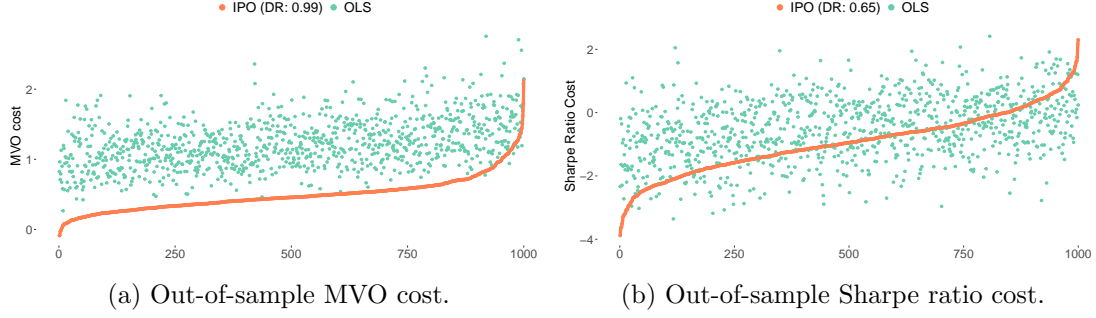 IPO (DR: 0.99) OLS
MVO cost
2
1
0
0 250 500 750 1000
(a) Out-of-sample MVO cost.
IPO (DR: 0.65) OLS
Sharpe Ratio Cost
2
0
−2
−4
0 250 500 750 1000
(b) Out-of-sample Sharpe ratio cost.